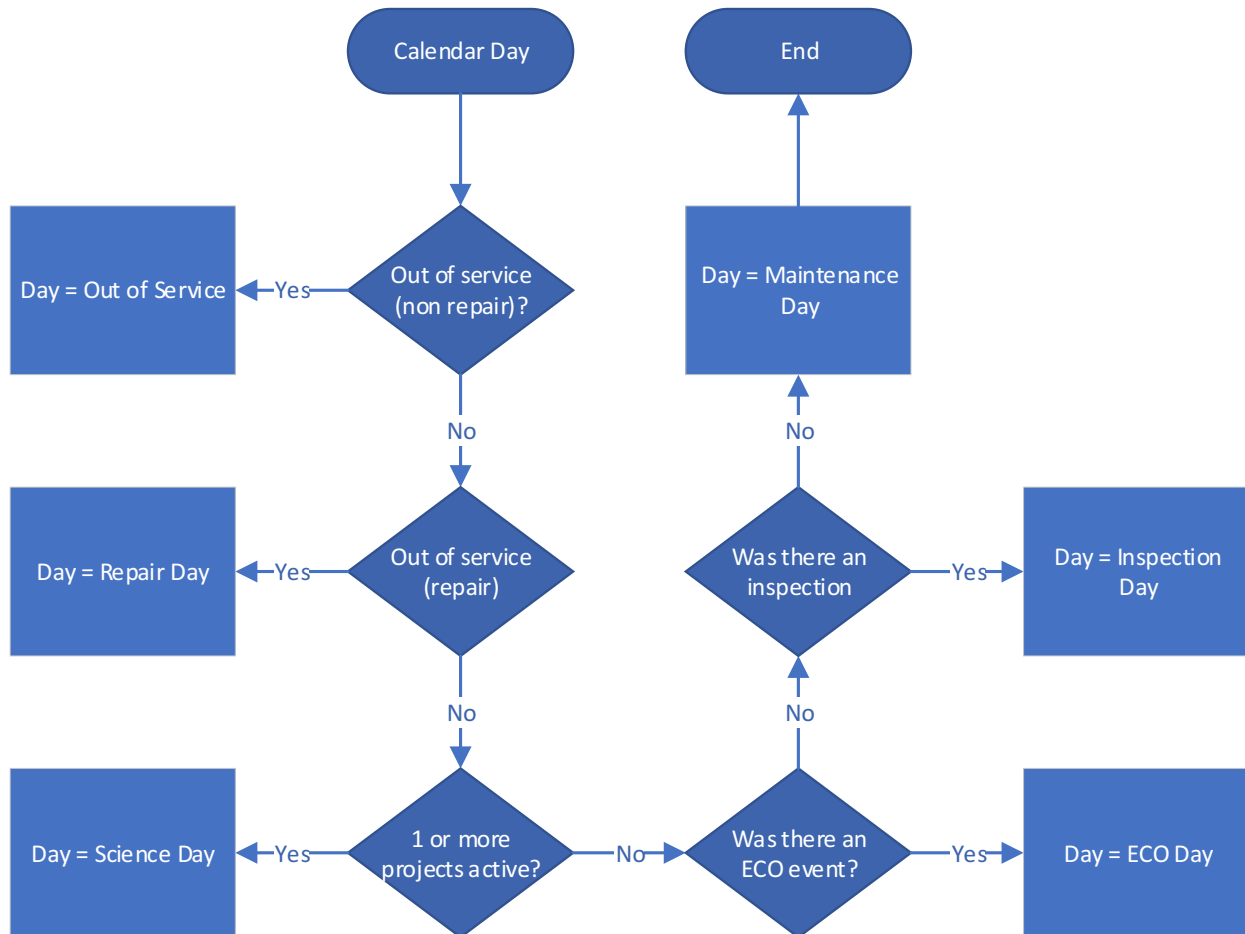 Calendar Day
End
Day = Out of Service
Yes
Out of service
(non repair)?
Day = Maintenance
Day
No
No
Day = Repair Day
Yes
Out of service
(repair)
Was there an
inspection
Yes
Day = Inspection
Day
No
No
Day = Science Day
Yes
1 or more
projects active?
No
Was there an
ECO event?
Yes
Day = ECO Day